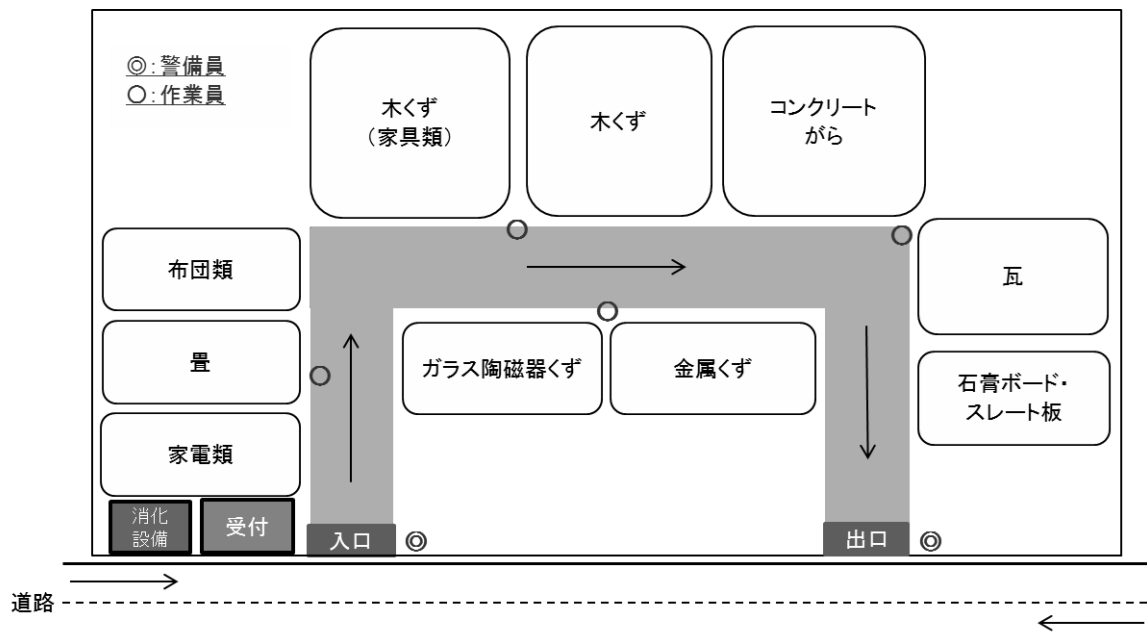 ◎:警備員
○:作業員
木くず
(家具類)
木くず
コンクリート
がら
布団類
瓦
畳
ガラス陶磁器くず
金属くず
石膏ボード・
スレート板
家電類
消化
設備
受付
入口
◎
出口
◎
道路